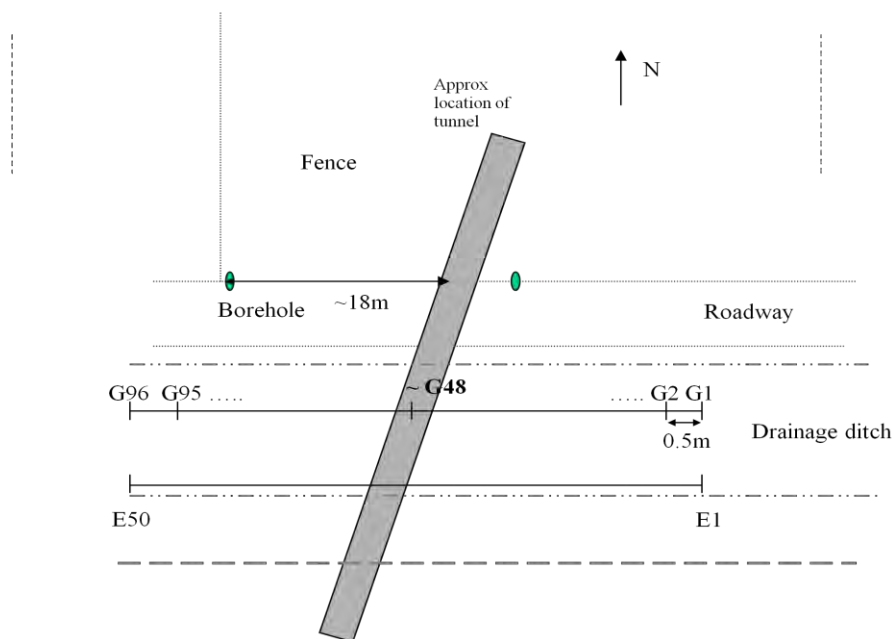 N
Approx
location of
tunnel
Fence
Borehole
~18m
Roadway
G96 G95 ..... ~ G48 ..... G2 G1
0.5m
Drainage ditch
E50 E1